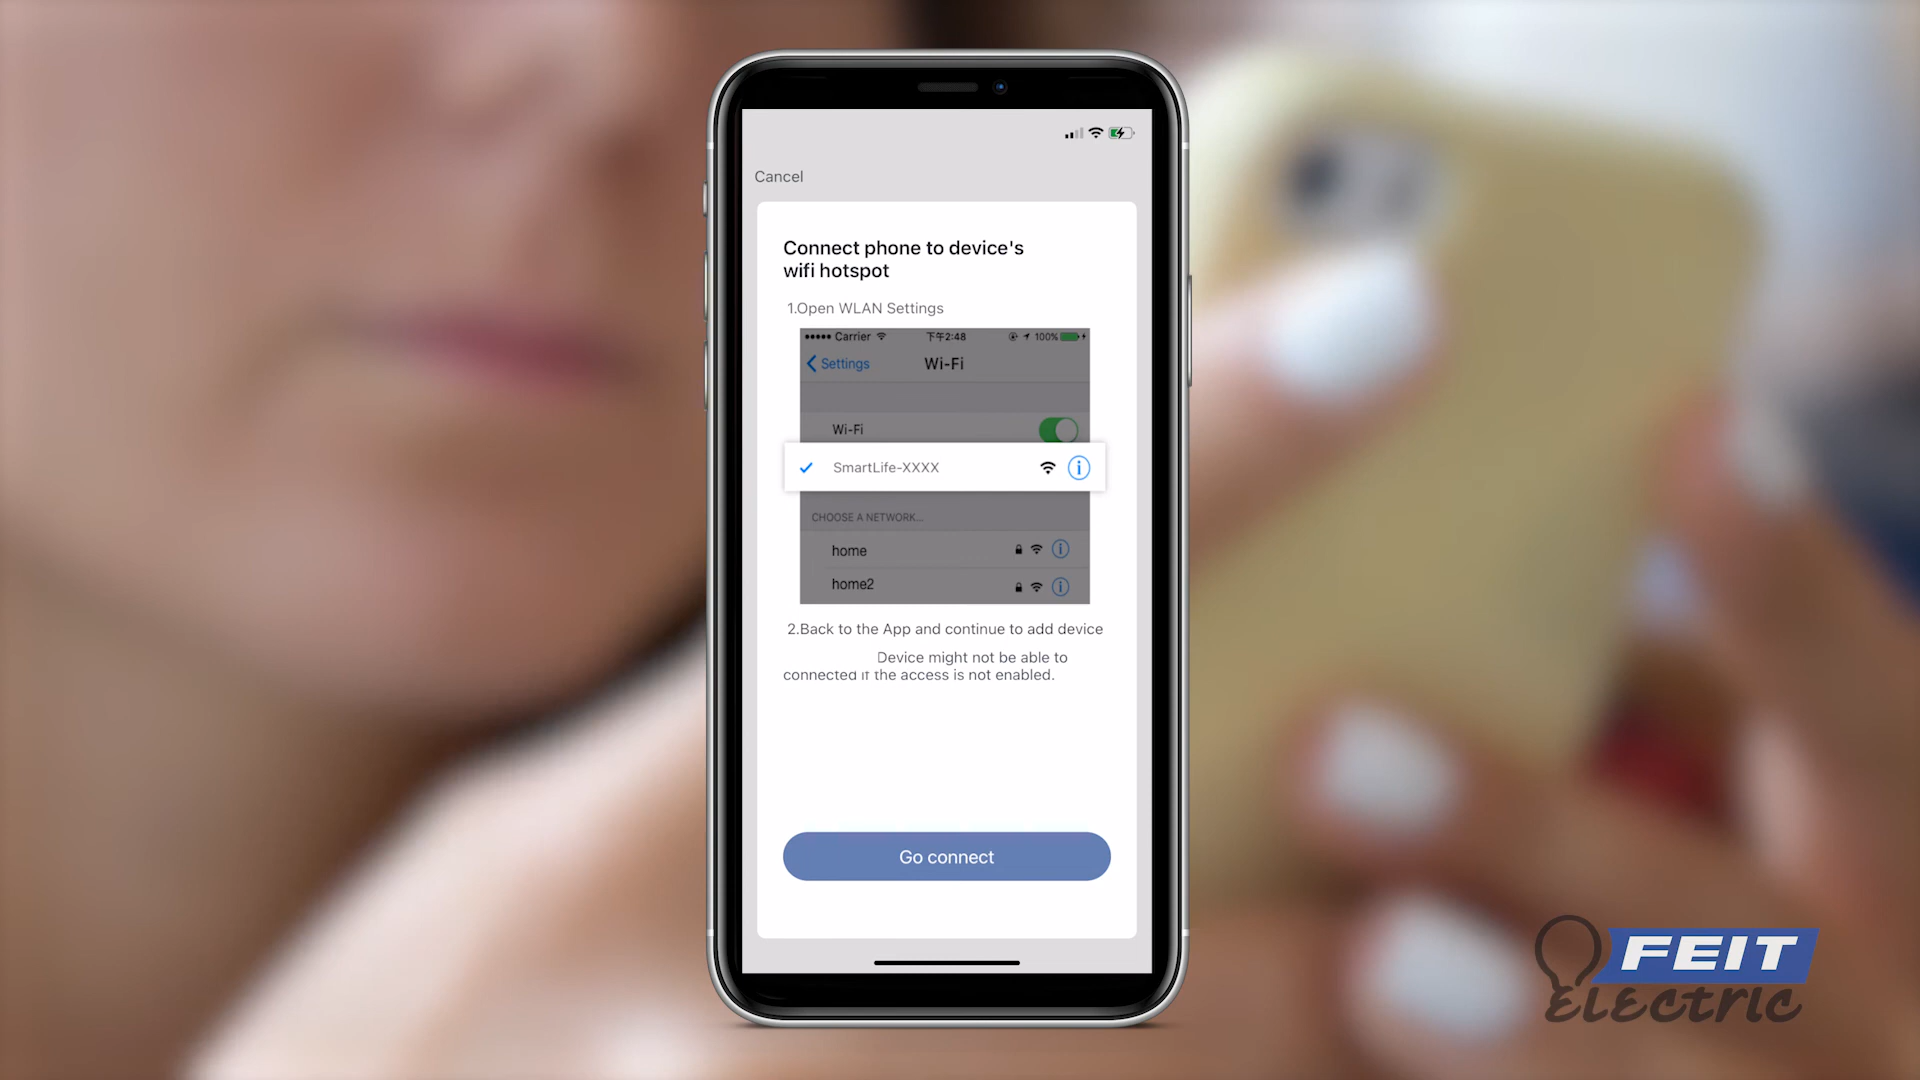 Cancel
Connect phone to device's
wifi hotspot
1.Open WLAN Settings
Carrier 下午2:48 100%
Settings Wi-Fi
Wi-Fi
SmartLife-XXXX
CHOOSE A NETWORK...
home
home2
2.Back to the App and continue to add device
Device might not be able to
connected if the access is not enabled.
Go connect
FEIT
ELECTRIC